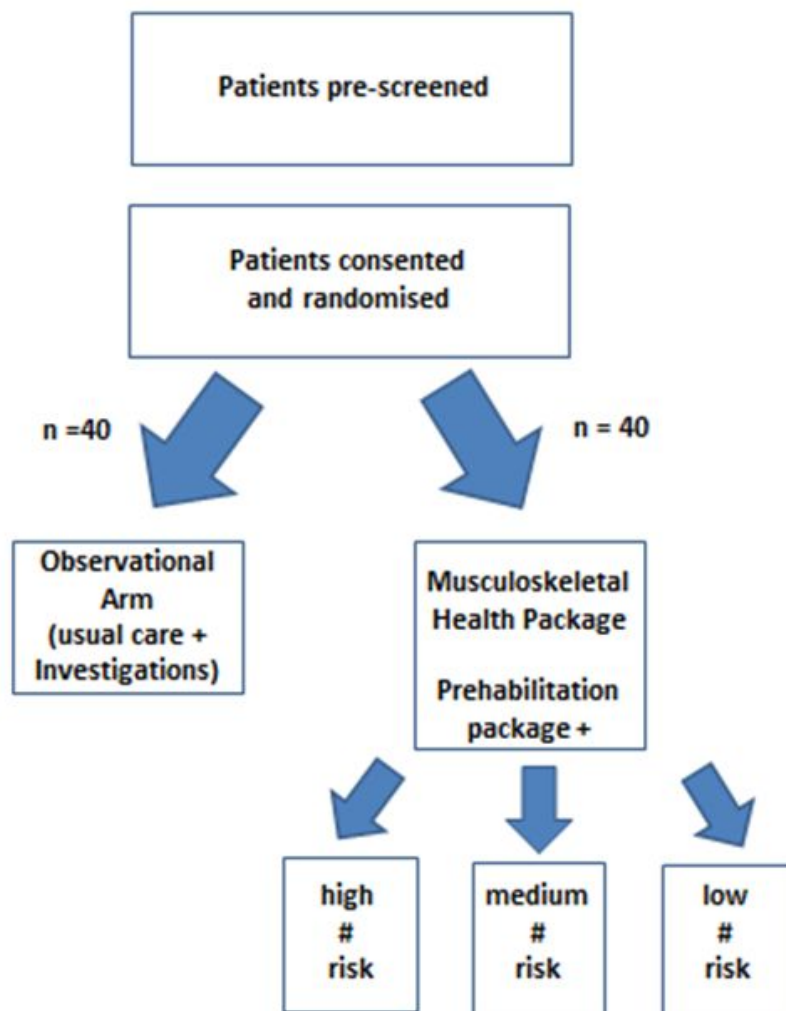 Patients pre-screened
Patients consented
and randomised
n =40
n = 40
Observational
Arm
(usual care +
Investigations)
Musculoskeletal
Health Package
Prehabilitation
package +
high
#
risk
medium
#
risk
low
#
risk